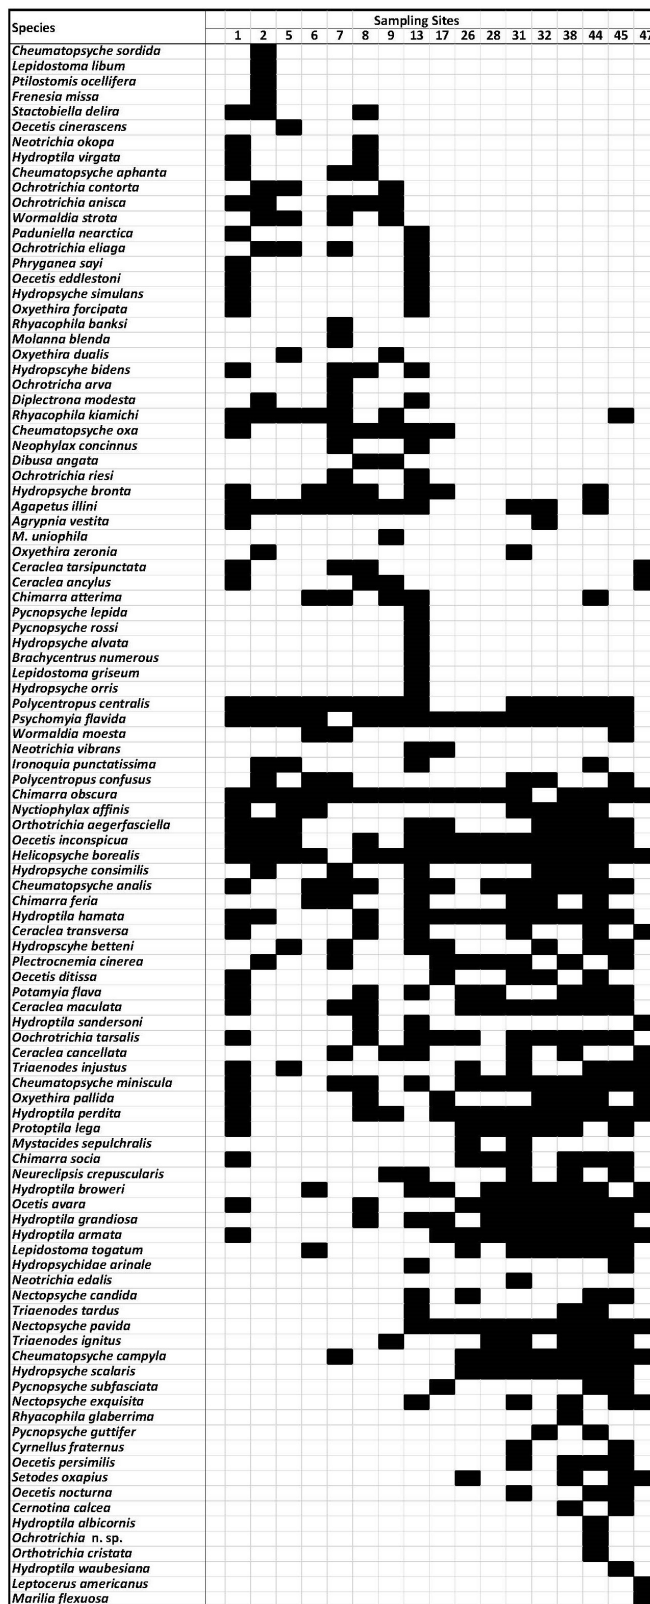 Species
Sampling Sites
1 2 5 6 7 8 9 13 17 26 28 31 32 38 44 45 47
Cheumatopsyche sordida
Lepidostoma libum
Ptilostomis ocellifera
Frenesia missa
Stactobiella delira
Oecetis cinerascens
Neotrichia okopa
Hydroptila virgata
Cheumatopsyche aphanta
Ochrotrichia contorta
Ochrotrichia anisca
Wormaldia strota
Paduniella nearctica
Ochrotrichia eliaga
Phryganea sayi
Oecetis eddlestoni
Hydropsyche simulans
Oxyethira forcipata
Rhyacophila banksi
Molanna blenda
Oxyethira dualis
Hydropscyhe bidens
Ochrotricha arva
Diplectrona modesta
Rhyacophila kiamichi
Cheumatopsyche oxa
Neophylax concinnus
Dibusa angata
Ochrotrichia riesi
Hydropsyche bronta
Agapetus illini
Agrypnia vestita
M. uniophila
Oxyethira zeronia
Ceraclea tarsipunctata
Ceraclea ancylus
Chimarra atterima
Pycnopsyche lepida
Pycnopsyche rossi
Hydropsyche alvata
Brachycentrus numerous
Lepidostoma griseum
Hydropsyche orris
Polycentropus centralis
Psychomyia flavida
Wormaldia moesta
Neotrichia vibrans
Ironoquia punctatissima
Polycentropus confusus
Chimarra obscura
Nyctiophylax affinis
Orthotrichia aegerfasciella
Oecetis inconspicua
Helicopsyche borealis
Hydropsyche consimilis
Cheumatopsyche analis
Chimarra feria
Hydroptila hamata
Ceraclea transversa
Hydropscyhe betteni
Plectrocnemia cinerea
Oecetis ditissa
Potamyia flava
Ceraclea maculata
Hydroptila sandersoni
Oochrotrichia tarsalis
Ceraclea cancellata
Triaenodes injustus
Cheumatopsyche miniscula
Oxyethira pallida
Hydroptila perdita
Protoptila lega
Mystacides sepulchralis
Chimarra socia
Neureclipsis crepuscularis
Hydroptila broweri
Ocetis avara
Hydroptila grandiosa
Hydroptila armata
Lepidostoma togatum
Hydropsychidae arinale
Neotrichia edalis
Nectopsyche candida
Triaenodes tardus
Nectopsyche pavida
Triaenodes ignitus
Cheumatopsyche campyla
Hydropsyche scalaris
Pycnopsyche subfasciata
Nectopsyche exquisita
Rhyacophila glaberrima
Pycnopsyche guttifer
Cyrnellus fraternus
Oecetis persimilis
Setodes oxapius
Oecetis nocturna
Cernotina calcea
Hydroptila albicornis
Ochrotrichia n. sp.
Orthotrichia cristata
Hydroptila waubesiana
Leptocerus americanus
Marilia flexuosa